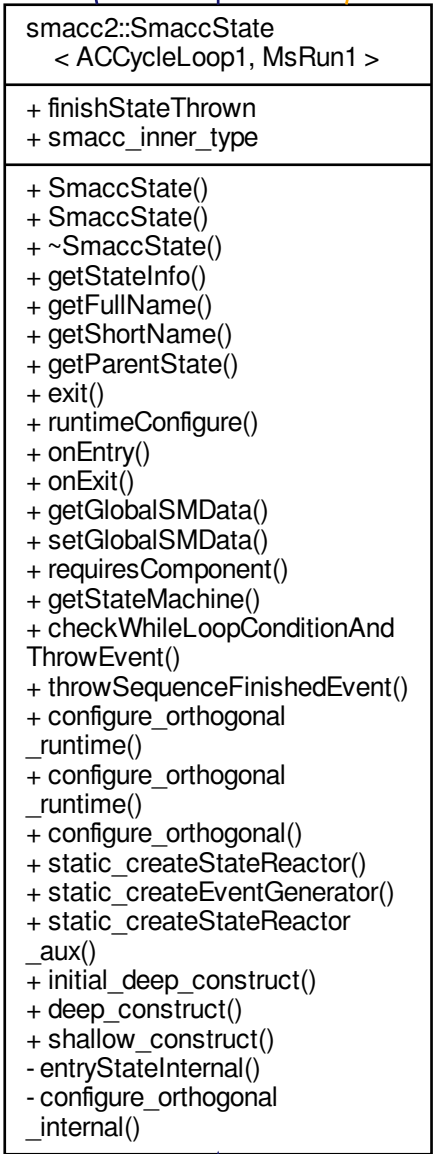 smacc2::SmaccState
< ACCycleLoop1, MsRun1 >
+ finishStateThrown
+ smacc_inner_type
+ SmaccState()
+ SmaccState()
+ ~SmaccState()
+ getStateInfo()
+ getFullName()
+ getShortName()
+ getParentState()
+ exit()
+ runtimeConfigure()
+ onEntry()
+ onExit()
+ getGlobalSMData()
+ setGlobalSMData()
+ requiresComponent()
+ getStateMachine()
+ checkWhileLoopConditionAnd
ThrowEvent()
+ throwSequenceFinishedEvent()
+ configure_orthogonal
_runtime()
+ configure_orthogonal
_runtime()
+ configure_orthogonal()
+ static_createStateReactor()
+ static_createEventGenerator()
+ static_createStateReactor
_aux()
+ initial_deep_construct()
+ deep_construct()
+ shallow_construct()
- entryStateInternal()
- configure_orthogonal
_internal()